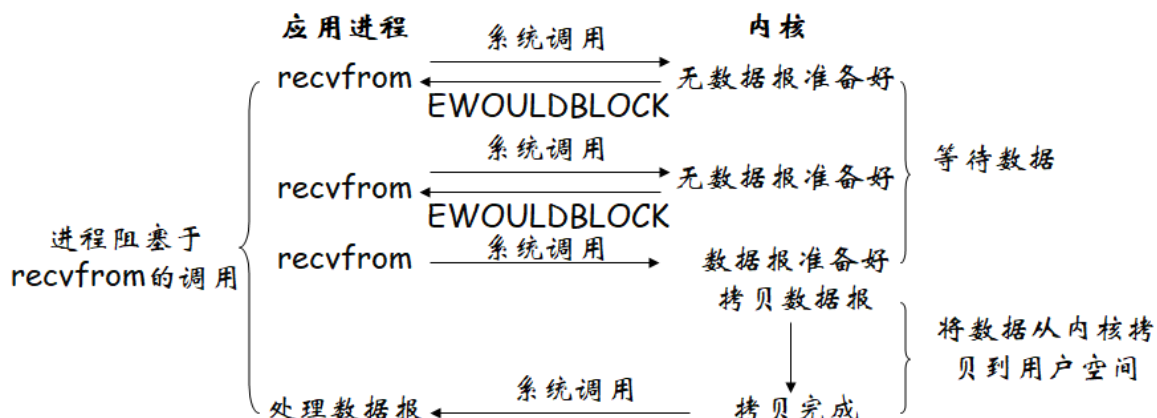 应用进程
系统调用
内核
recvfrom
无数据报准备好
EWOULDBLOCK
系统调用
等待数据
recvfrom
无数据报准备好
EWOULDBLOCK
进程阻塞于
recvfrom的调用
recvfrom
系统调用
数据报准备好
拷贝数据报
将数据从内核拷
贝到用户空间
处理数据报
系统调用
拷贝完成